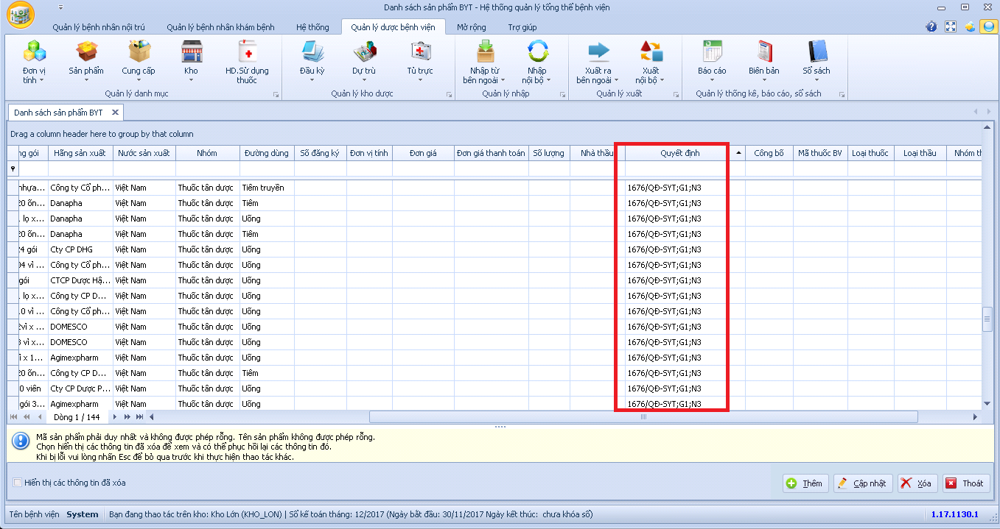 Danh sách sản phẩm BYT - Hệ thống quản lý tổng thể bệnh viện
Quản lý bệnh nhân nội trú Quản lý bệnh nhân khám bệnh Hệ thống Quản lý dược bệnh viện Mở rộng Trợ giúp
Đơn vị tính Sản phẩm Cung cấp Kho HD.Sử dụng thuốc Đầu kỳ Dự trù Tủ trực Nhập từ bên ngoài Nhập nội bộ Xuất ra bên ngoài Xuất nội bộ Báo cáo Biên bản Sổ sách
Quản lý danh mục Quản lý kho dược Quản lý nhập Quản lý xuất Quản lý thống kê, báo cáo, sổ sách
Danh sách sản phẩm BYT
Drag a column header here to group by that column
ng gói Hãng sản xuất Nước sản xuất Nhóm Đường dùng Số đăng ký Đơn vị tính Đơn giá Đơn giá thanh toán Số lượng Nhà thầu Quyết định Công bố Mã thuốc BV Loại thuốc Loại thầu Nhóm th
nhựa... Công ty Cổ ph... Việt Nam Thuốc tân dược Tiêm truyền 1676/QĐ-SYT;G1;N3
20 ốn... Danapha Việt Nam Thuốc tân dược Tiêm 1676/QĐ-SYT;G1;N3
1 lọ x... Danapha Việt Nam Thuốc tân dược Uống 1676/QĐ-SYT;G1;N3
20 ốn... Danapha Việt Nam Thuốc tân dược Tiêm 1676/QĐ-SYT;G1;N3
24 gói Cty CP DHG Việt Nam Thuốc tân dược Uống 1676/QĐ-SYT;G1;N3
04 vỉ ... Công ty Cổ ph... Việt Nam Thuốc tân dược Uống 1676/QĐ-SYT;G1;N3
gói CTCP Dược Hậ... Việt Nam Thuốc tân dược Uống 1676/QĐ-SYT;G1;N3
1 lọ x... Công ty CP D... Việt Nam Thuốc tân dược Uống 1676/QĐ-SYT;G1;N3
10 vỉ ... Công ty Cổ ph... Việt Nam Thuốc tân dược Uống 1676/QĐ-SYT;G1;N3
2vỉ x ... DOMESCO Việt Nam Thuốc tân dược Uống 1676/QĐ-SYT;G1;N3
3 vỉ x... DOMESCO Việt Nam Thuốc tân dược Uống 1676/QĐ-SYT;G1;N3
ỉ x 1... Agimexpharm Việt Nam Thuốc tân dược Uống 1676/QĐ-SYT;G1;N3
20 ốn... Công ty CP D... Việt Nam Thuốc tân dược Tiêm 1676/QĐ-SYT;G1;N3
0 viên Cty CP Dược P... Việt Nam Thuốc tân dược Uống 1676/QĐ-SYT;G1;N3
gói 3... Agimexpharm Việt Nam Thuốc tân dược Uống 1676/QĐ-SYT;G1;N3
Dòng 1 / 144
Mã sản phẩm phải duy nhất và không được phép rỗng. Tên sản phẩm không được phép rỗng.
Chọn hiển thị các thông tin đã xóa để xem và có thể phục hồi lại các thông tin đó.
Khi bị lỗi vui lòng nhấn Esc để bỏ qua trước khi thực hiện thao tác khác.
Hiển thị các thông tin đã xóa Thêm Cập nhật Xóa Thoát
Tên bệnh viện System Bạn đang thao tác trên kho: Kho Lớn (KHO_LON) | Sổ kế toán tháng: 12/2017 (Ngày bắt đầu: 30/11/2017 Ngày kết thúc: chưa khóa sổ) 1.17.1130.1